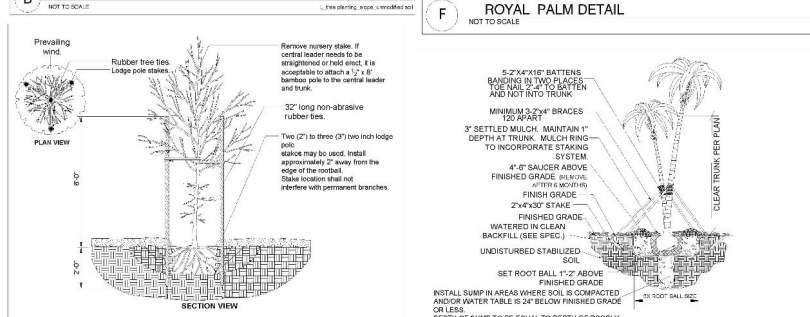 NOT TO SCALE
L_tree planting_slope_unmodified soil
Prevailing
wind.
Rubber tree ties.
Lodge pole stakes.
PLAN VIEW
Remove nursery stake. If
central leader needs to be
straightened or held erect, it is
acceptable to attach a ½" x 8'
bamboo pole to the central leader
and trunk.
32" long non-abrasive
rubber ties.
Two (2") to three (3") two inch lodge
pole
stakes may be used. Install
approximately 2" away from the
edge of the rootball.
Stake location shall not
interfere with permanent branches.
6'-0"
2'-0"
SECTION VIEW
F
ROYAL PALM DETAIL
NOT TO SCALE
5-2"X4"X16" BATTENS
BANDING IN TWO PLACES
TOE NAIL 2"-4" TO BATTEN
AND NOT INTO TRUNK
MINIMUM 3-2"x4" BRACES
120 APART
3" SETTLED MULCH. MAINTAIN 1"
DEPTH AT TRUNK. MULCH RING
TO INCORPORATE STAKING
SYSTEM.
4"-6" SAUCER ABOVE
FINISHED GRADE (REMOVE
AFTER 6 MONTHS)
FINISH GRADE
2"x4"x30" STAKE
FINISHED GRADE
WATERED IN CLEAN
BACKFILL (SEE SPEC.)
UNDISTURBED STABILIZED
SOIL
SET ROOT BALL 1"-2" ABOVE
FINISHED GRADE
CLEAR TRUNK PER PLAN
3X ROOT BALL SIZE
INSTALL SUMP IN AREAS WHERE SOIL IS COMPACTED
AND/OR WATER TABLE IS 24" BELOW FINISHED GRADE
OR LESS.